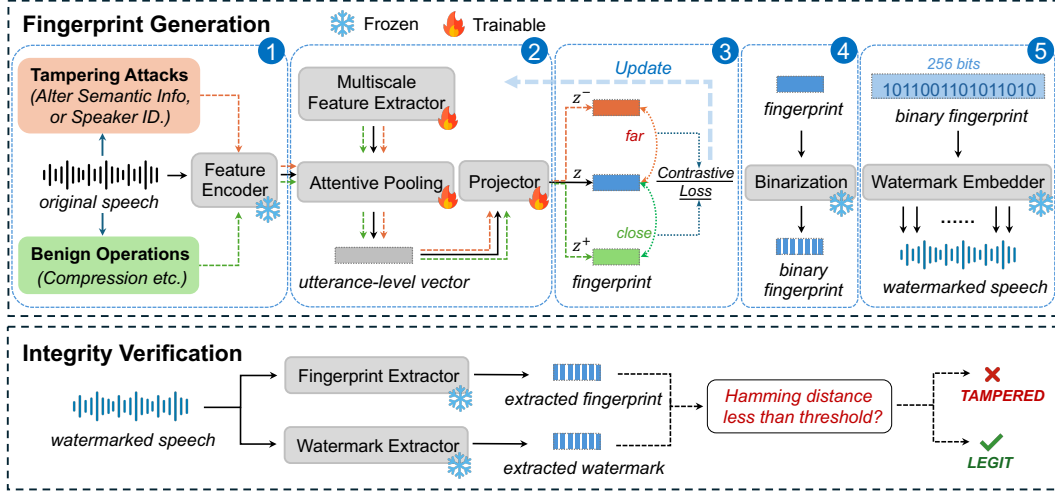 Fingerprint Generation
Frozen
Trainable
1
Tampering Attacks
(Alter Semantic Info,
or Speaker ID.)
original speech
Feature
Encoder
Benign Operations
(Compression etc.)
2
Multiscale
Feature Extractor
Attentive Pooling
Projector
utterance-level vector
3
Update
z⁻
far
z
Contrastive
Loss
close
z⁺
fingerprint
4
fingerprint
Binarization
binary
fingerprint
5
256 bits
1011001101011010
binary fingerprint
Watermark Embedder
......
watermarked speech
Integrity Verification
watermarked speech
Fingerprint Extractor
extracted fingerprint
Watermark Extractor
extracted watermark
Hamming distance
less than threshold?
TAMPERED
LEGIT